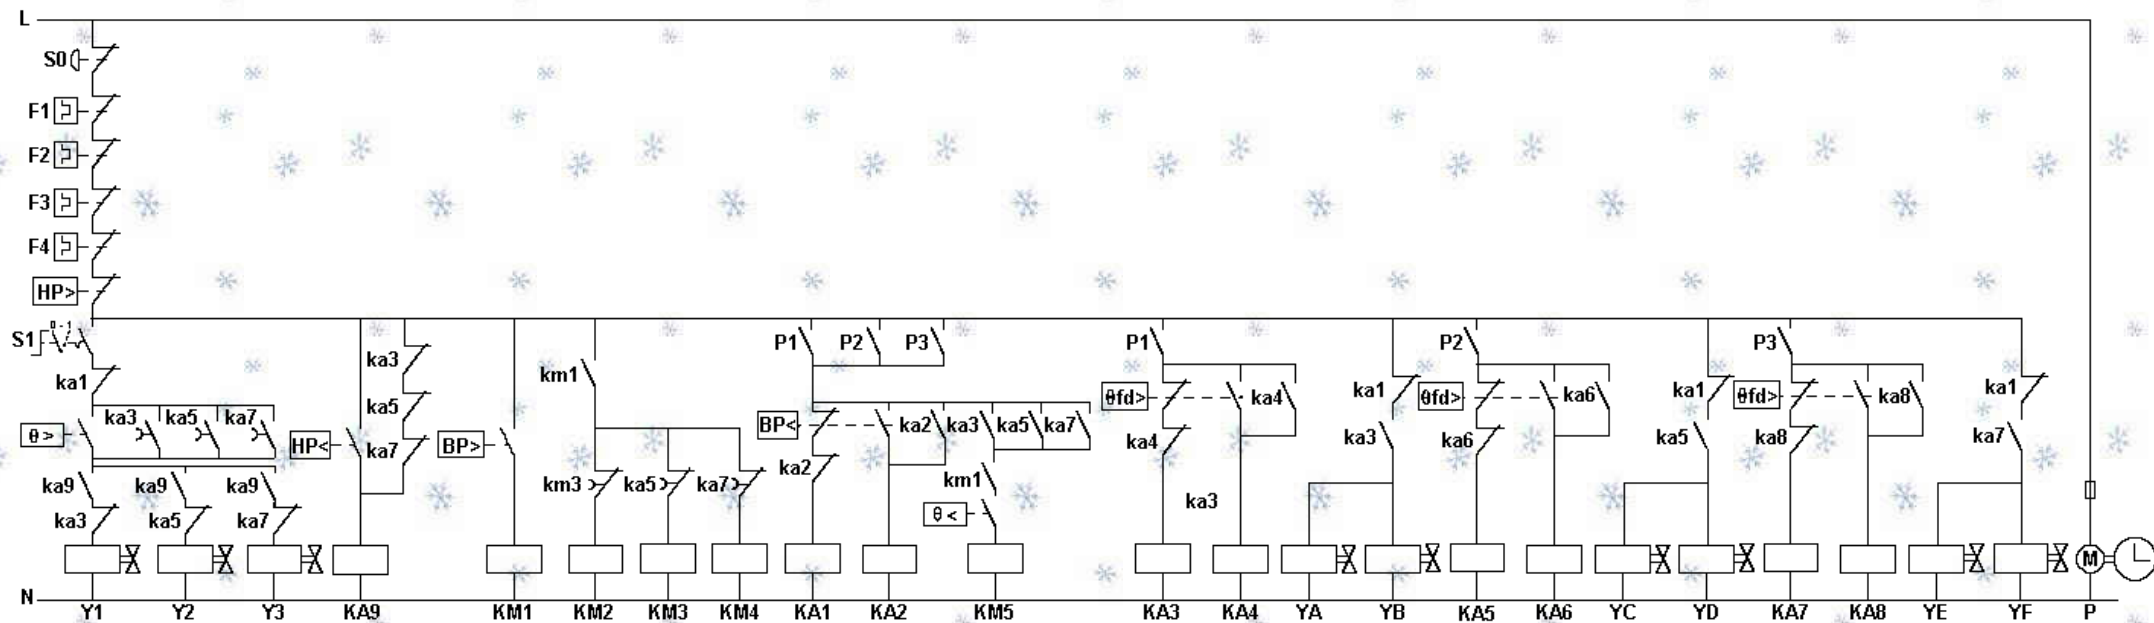 L
S0
F1
F2
F3
F4
HP>
S1 0-1 P1 P2 P3 P1 P2 P3
ka3
km1
ka1 ka5 ka1 θfd> ka4 θfd> ka6 ka1 θfd> ka8 ka1
ka3 ka5 ka7 BP< ka2 ka3 ka5 ka7
θ> HP< ka7 BP> ka4 ka3 ka6 ka5 ka8 ka7
ka2
ka9 ka9 ka9 km3 ka5 ka7 km1
ka3
ka3 ka5 ka7 θ<
M
N
Y1 Y2 Y3 KA9 KM1 KM2 KM3 KM4 KA1 KA2 KM5 KA3 KA4 YA YB KA5 KA6 YC YD KA7 KA8 YE YF P